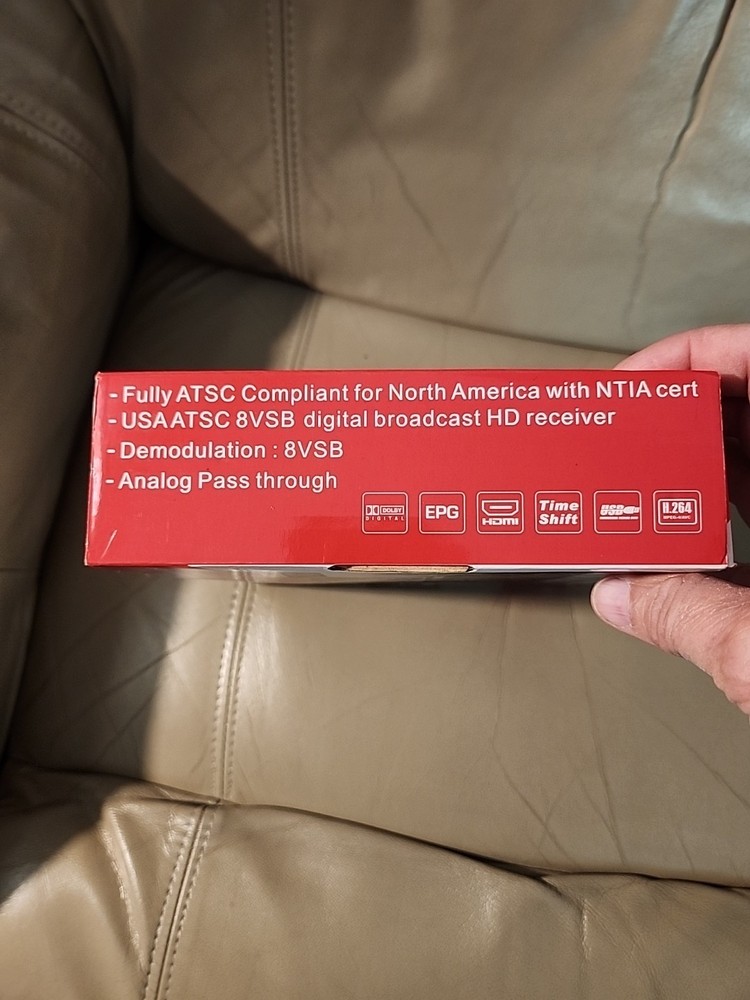 - Fully ATSC Compliant for North America with NTIA cert
- USA ATSC 8VSB digital broadcast HD receiver
- Demodulation : 8VSB
- Analog Pass through
DOLBY
DIGITAL
EPG
HDMI
Time
Shift
USB
H.264